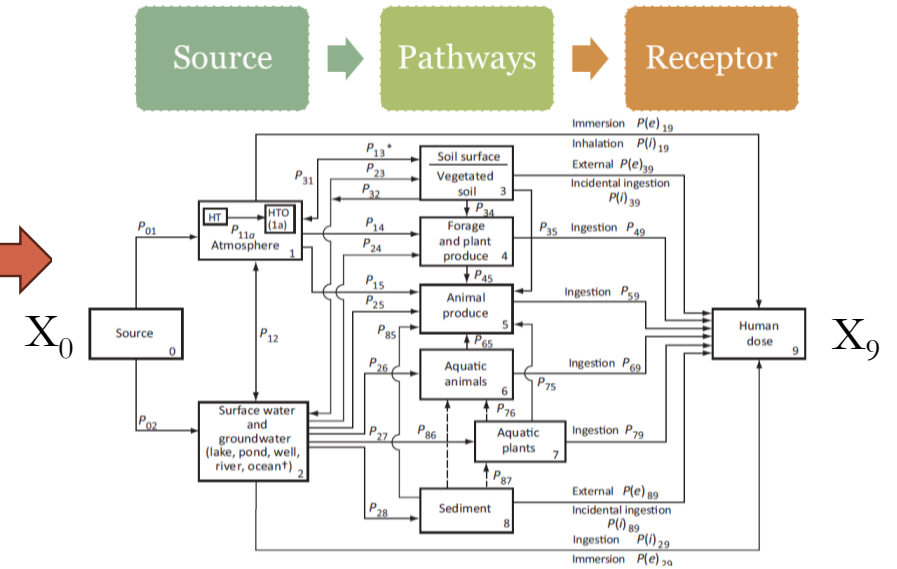 Source
Pathways
Receptor
Immersion P(e)19
Inhalation P(i)19
P13*
Soil surface
External P(e)39
P31
P23
Vegetated
soil 3
Incidental ingestion
P(i)39
P32
HT
HTO
(1a)
P11a
Atmosphere
1
P01
P34
P14
Forage
and plant
produce 4
P35
Ingestion P49
P24
P45
P15
Animal
produce
5
Ingestion P59
P25
X0
Source
0
P12
P85
P65
Human
dose
9
X9
P26
Aquatic
animals
6
Ingestion P69
P75
P76
Surface water
and
groundwater
(lake, pond, well,
river, ocean†) 2
P02
P27
P86
Aquatic
plants
7
Ingestion P79
P87
P28
Sediment
8
External P(e)89
Incidental ingestion
P(i)89
Ingestion P(i)29
Immersion P(e)29